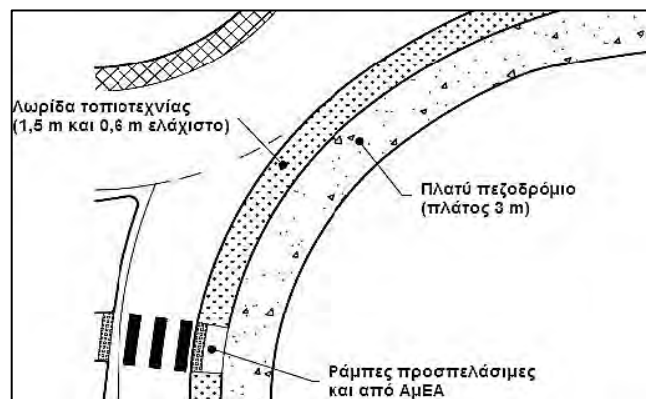 Λωρίδα τοπιοτεχνίας
(1,5 m και 0,6 m ελάχιστο)
Πλατύ πεζοδρόμιο
(πλάτος 3 m)
Ράμπες προσπελάσιμες
και από ΑμΕΑ